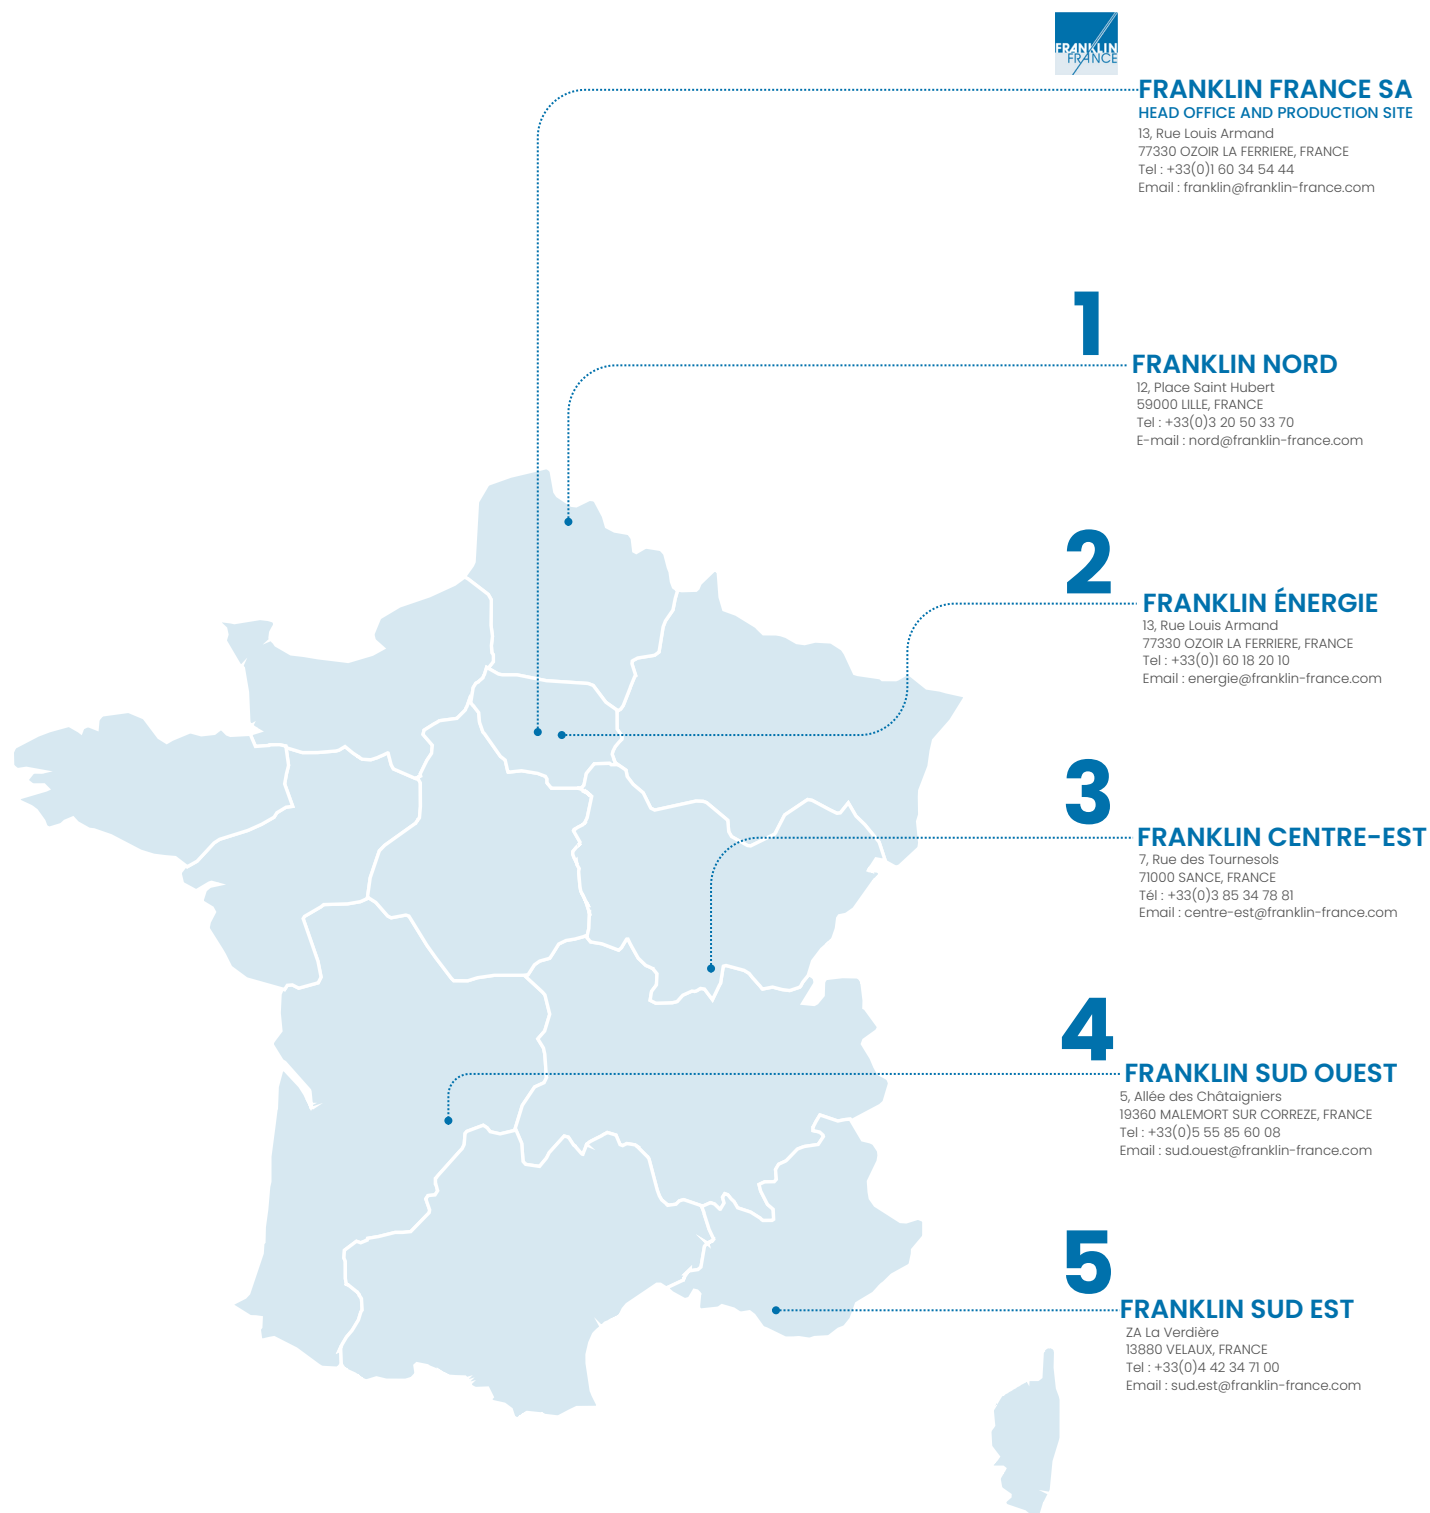 FRANKLIN
FRANCE
FRANKLIN FRANCE SA
HEAD OFFICE AND PRODUCTION SITE
13, Rue Louis Armand
77330 OZOIR LA FERRIERE, FRANCE
Tel : +33(0)1 60 34 54 44
Email : franklin@franklin-france.com
1
FRANKLIN NORD
12, Place Saint Hubert
59000 LILLE, FRANCE
Tel : +33(0)3 20 50 33 70
E-mail : nord@franklin-france.com
2
FRANKLIN ÉNERGIE
13, Rue Louis Armand
77330 OZOIR LA FERRIERE, FRANCE
Tel : +33(0)1 60 18 20 10
Email : energie@franklin-france.com
3
FRANKLIN CENTRE-EST
7, Rue des Tournesols
71000 SANCE, FRANCE
Tél : +33(0)3 85 34 78 81
Email : centre-est@franklin-france.com
4
FRANKLIN SUD OUEST
5, Allée des Châtaigniers
19360 MALEMORT SUR CORREZE, FRANCE
Tel : +33(0)5 55 85 60 08
Email : sud.ouest@franklin-france.com
5
FRANKLIN SUD EST
ZA La Verdière
13880 VELAUX, FRANCE
Tel : +33(0)4 42 34 71 00
Email : sud.est@franklin-france.com